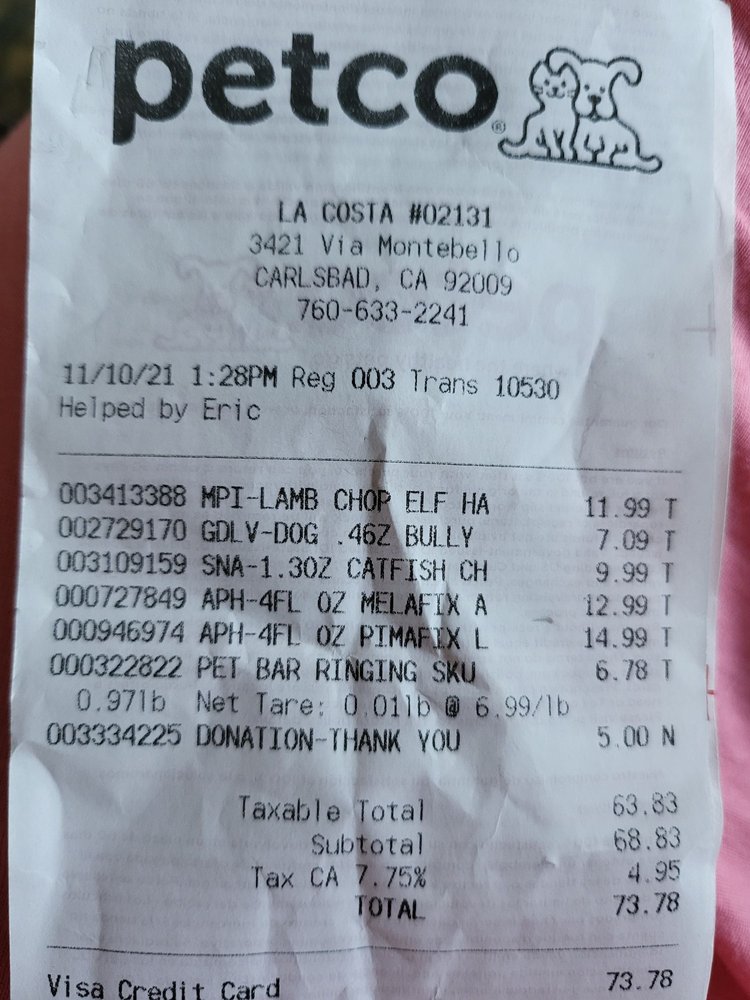 petco®
LA COSTA #02131
3421 Via Montebello
CARLSBAD, CA 92009
760-633-2241
11/10/21 1:28PM Reg 003 Trans 10530
Helped by Eric
003413388 MPI-LAMB CHOP ELF HA 11.99 T
002729170 GDLV-DOG .46Z BULLY 7.09 T
003109159 SNA-1.3OZ CATFISH CH 9.99 T
000727849 APH-4FL OZ MELAFIX A 12.99 T
000946974 APH-4FL OZ PIMAFIX L 14.99 T
000322822 PET BAR RINGING SKU 6.78 T
0.97lb Net Tare: 0.01lb @ 6.99/lb
003334225 DONATION-THANK YOU 5.00 N
Taxable Total 63.83
Subtotal 68.83
Tax CA 7.75% 4.95
TOTAL 73.78
Visa Credit Card 73.78